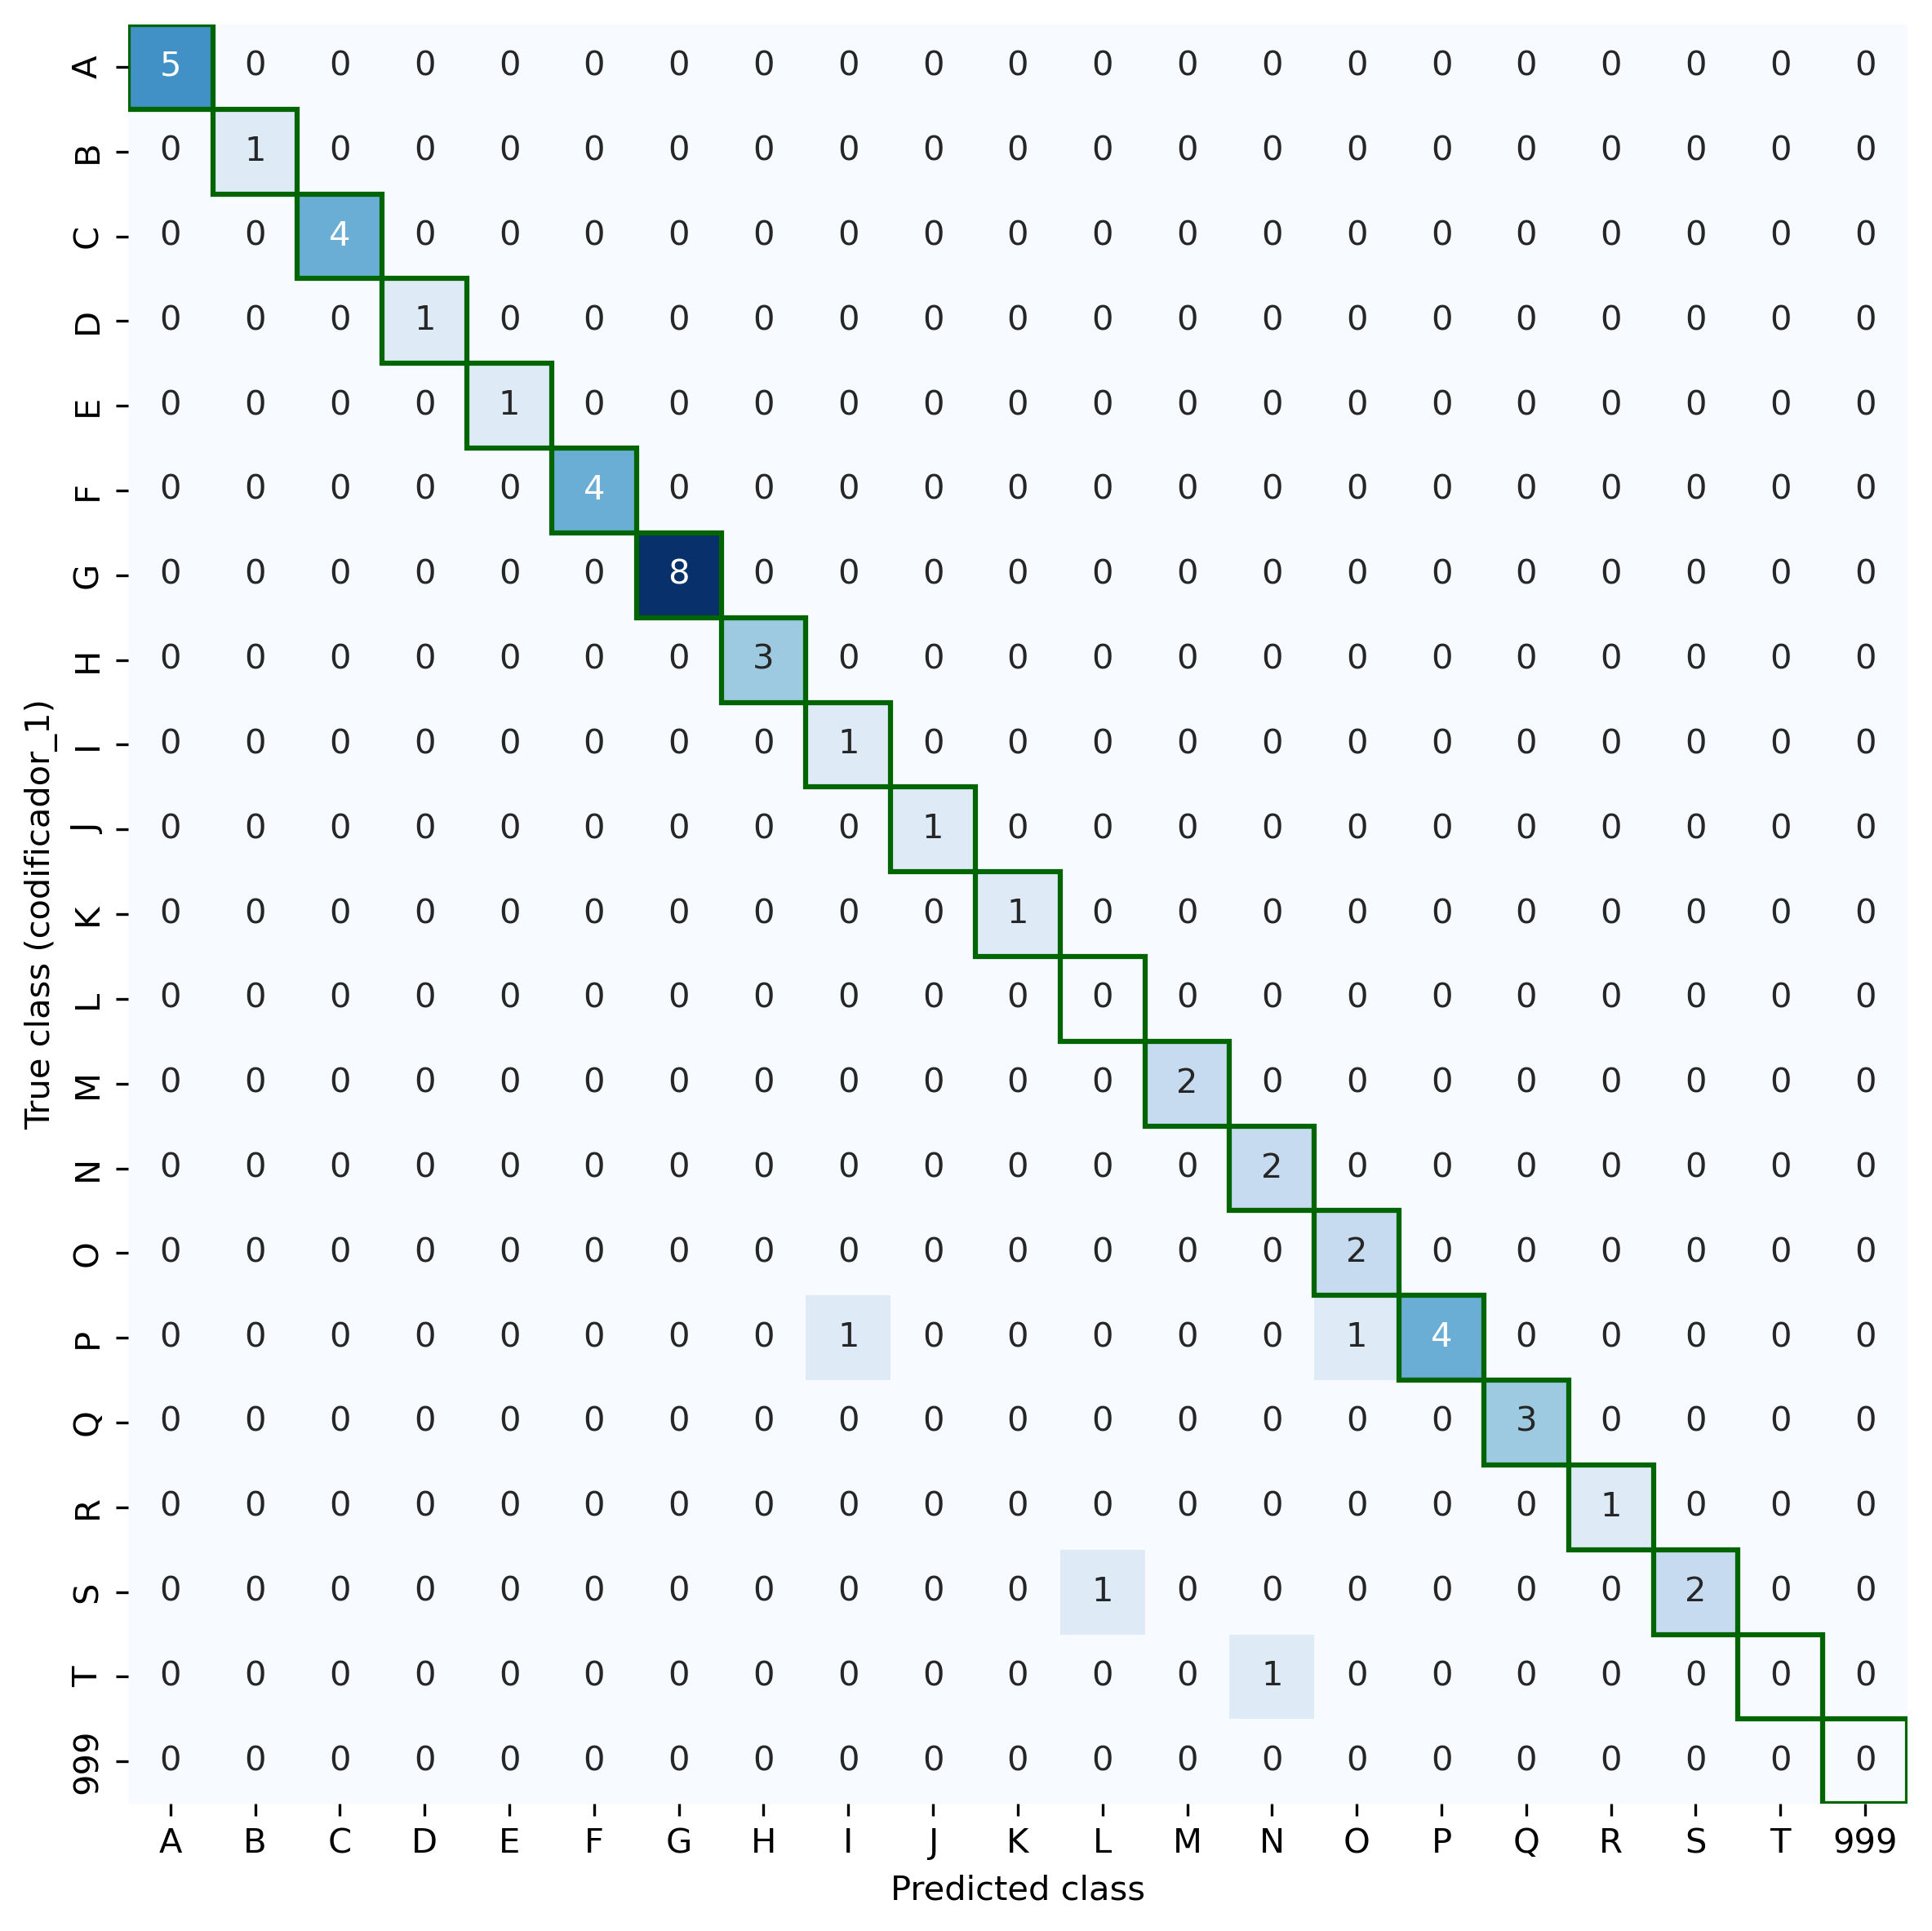 True class (codificador_1)
A 5 0 0 0 0 0 0 0 0 0 0 0 0 0 0 0 0 0 0 0 0
B 0 1 0 0 0 0 0 0 0 0 0 0 0 0 0 0 0 0 0 0 0
C 0 0 4 0 0 0 0 0 0 0 0 0 0 0 0 0 0 0 0 0 0
D 0 0 0 1 0 0 0 0 0 0 0 0 0 0 0 0 0 0 0 0 0
E 0 0 0 0 1 0 0 0 0 0 0 0 0 0 0 0 0 0 0 0 0
F 0 0 0 0 0 4 0 0 0 0 0 0 0 0 0 0 0 0 0 0 0
G 0 0 0 0 0 0 8 0 0 0 0 0 0 0 0 0 0 0 0 0 0
H 0 0 0 0 0 0 0 3 0 0 0 0 0 0 0 0 0 0 0 0 0
I 0 0 0 0 0 0 0 0 1 0 0 0 0 0 0 0 0 0 0 0 0
J 0 0 0 0 0 0 0 0 0 1 0 0 0 0 0 0 0 0 0 0 0
K 0 0 0 0 0 0 0 0 0 0 1 0 0 0 0 0 0 0 0 0 0
L 0 0 0 0 0 0 0 0 0 0 0 0 0 0 0 0 0 0 0 0 0
M 0 0 0 0 0 0 0 0 0 0 0 0 2 0 0 0 0 0 0 0 0
N 0 0 0 0 0 0 0 0 0 0 0 0 0 2 0 0 0 0 0 0 0
O 0 0 0 0 0 0 0 0 0 0 0 0 0 0 2 0 0 0 0 0 0
P 0 0 0 0 0 0 0 0 1 0 0 0 0 0 1 4 0 0 0 0 0
Q 0 0 0 0 0 0 0 0 0 0 0 0 0 0 0 0 3 0 0 0 0
R 0 0 0 0 0 0 0 0 0 0 0 0 0 0 0 0 0 1 0 0 0
S 0 0 0 0 0 0 0 0 0 0 0 1 0 0 0 0 0 0 2 0 0
T 0 0 0 0 0 0 0 0 0 0 0 0 0 1 0 0 0 0 0 0 0
999 0 0 0 0 0 0 0 0 0 0 0 0 0 0 0 0 0 0 0 0 0
A B C D E F G H I J K L M N O P Q R S T 999
Predicted class